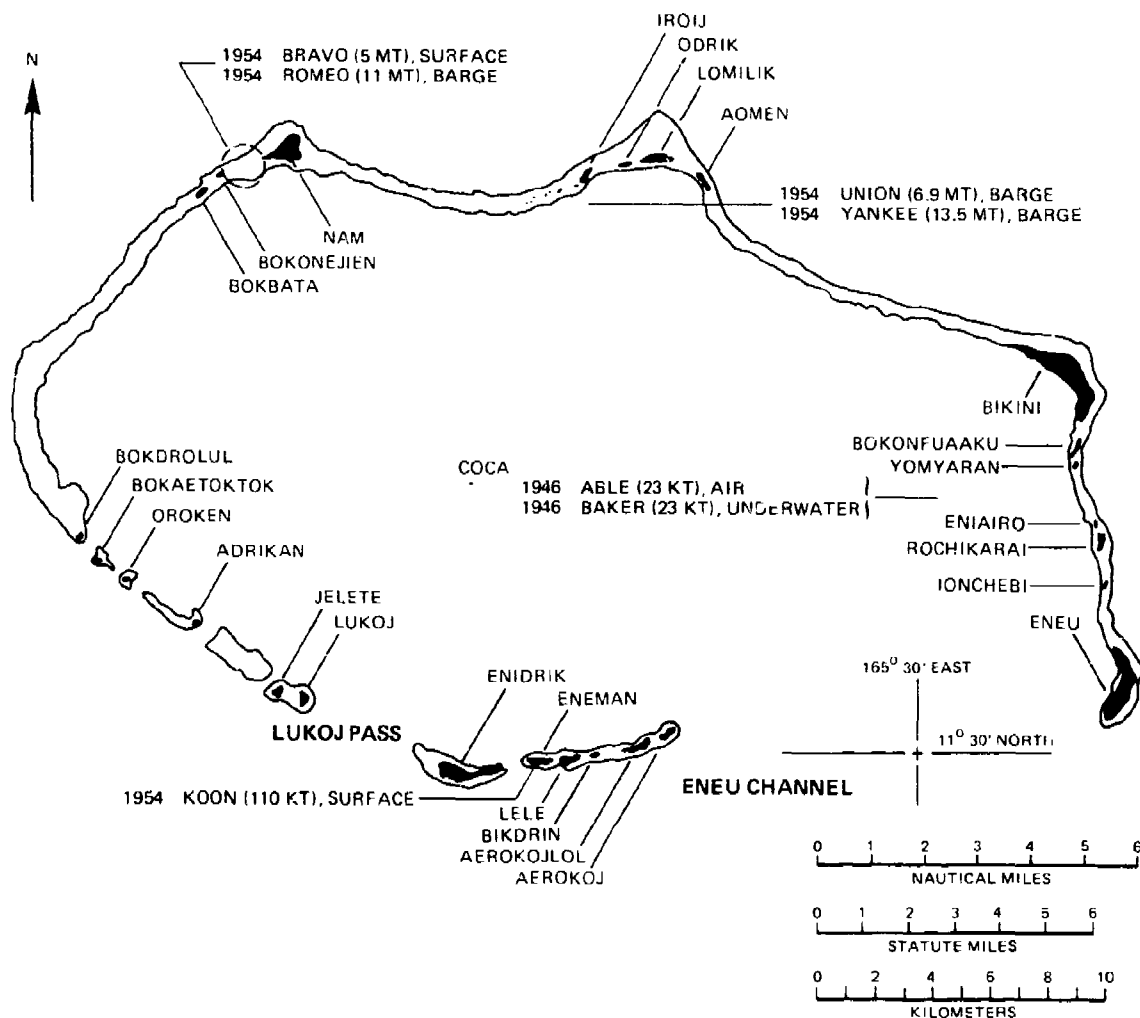 IROIJ
ODRIK
LOMILIK
AOMEN
N
1954 BRAVO (5 MT), SURFACE
1954 ROMEO (11 MT), BARGE
1954 UNION (6.9 MT), BARGE
1954 YANKEE (13.5 MT), BARGE
NAM
BOKONEJIEN
BOKBATA
BIKINI
BOKONFUAAKU
YOMYARAN
BOKDROLUL
BOKAETOKTOK
OROKEN
ADRIKAN
COCA
1946 ABLE (23 KT), AIR
1946 BAKER (23 KT), UNDERWATER
ENIAIRO
ROCHIKARAI
IONCHEBI
ENEU
JELETE
LUKOJ
ENIDRIK
ENEMAN
165° 30' EAST
11° 30' NORTH
LUKOJ PASS
ENEU CHANNEL
1954 KOON (110 KT), SURFACE
LELE
BIKDRIN
AEROKOJLOL
AEROKOJ
0 1 2 3 4 5 6
NAUTICAL MILES
0 1 2 3 4 5 6
STATUTE MILES
0 2 4 6 8 10
KILOMETERS